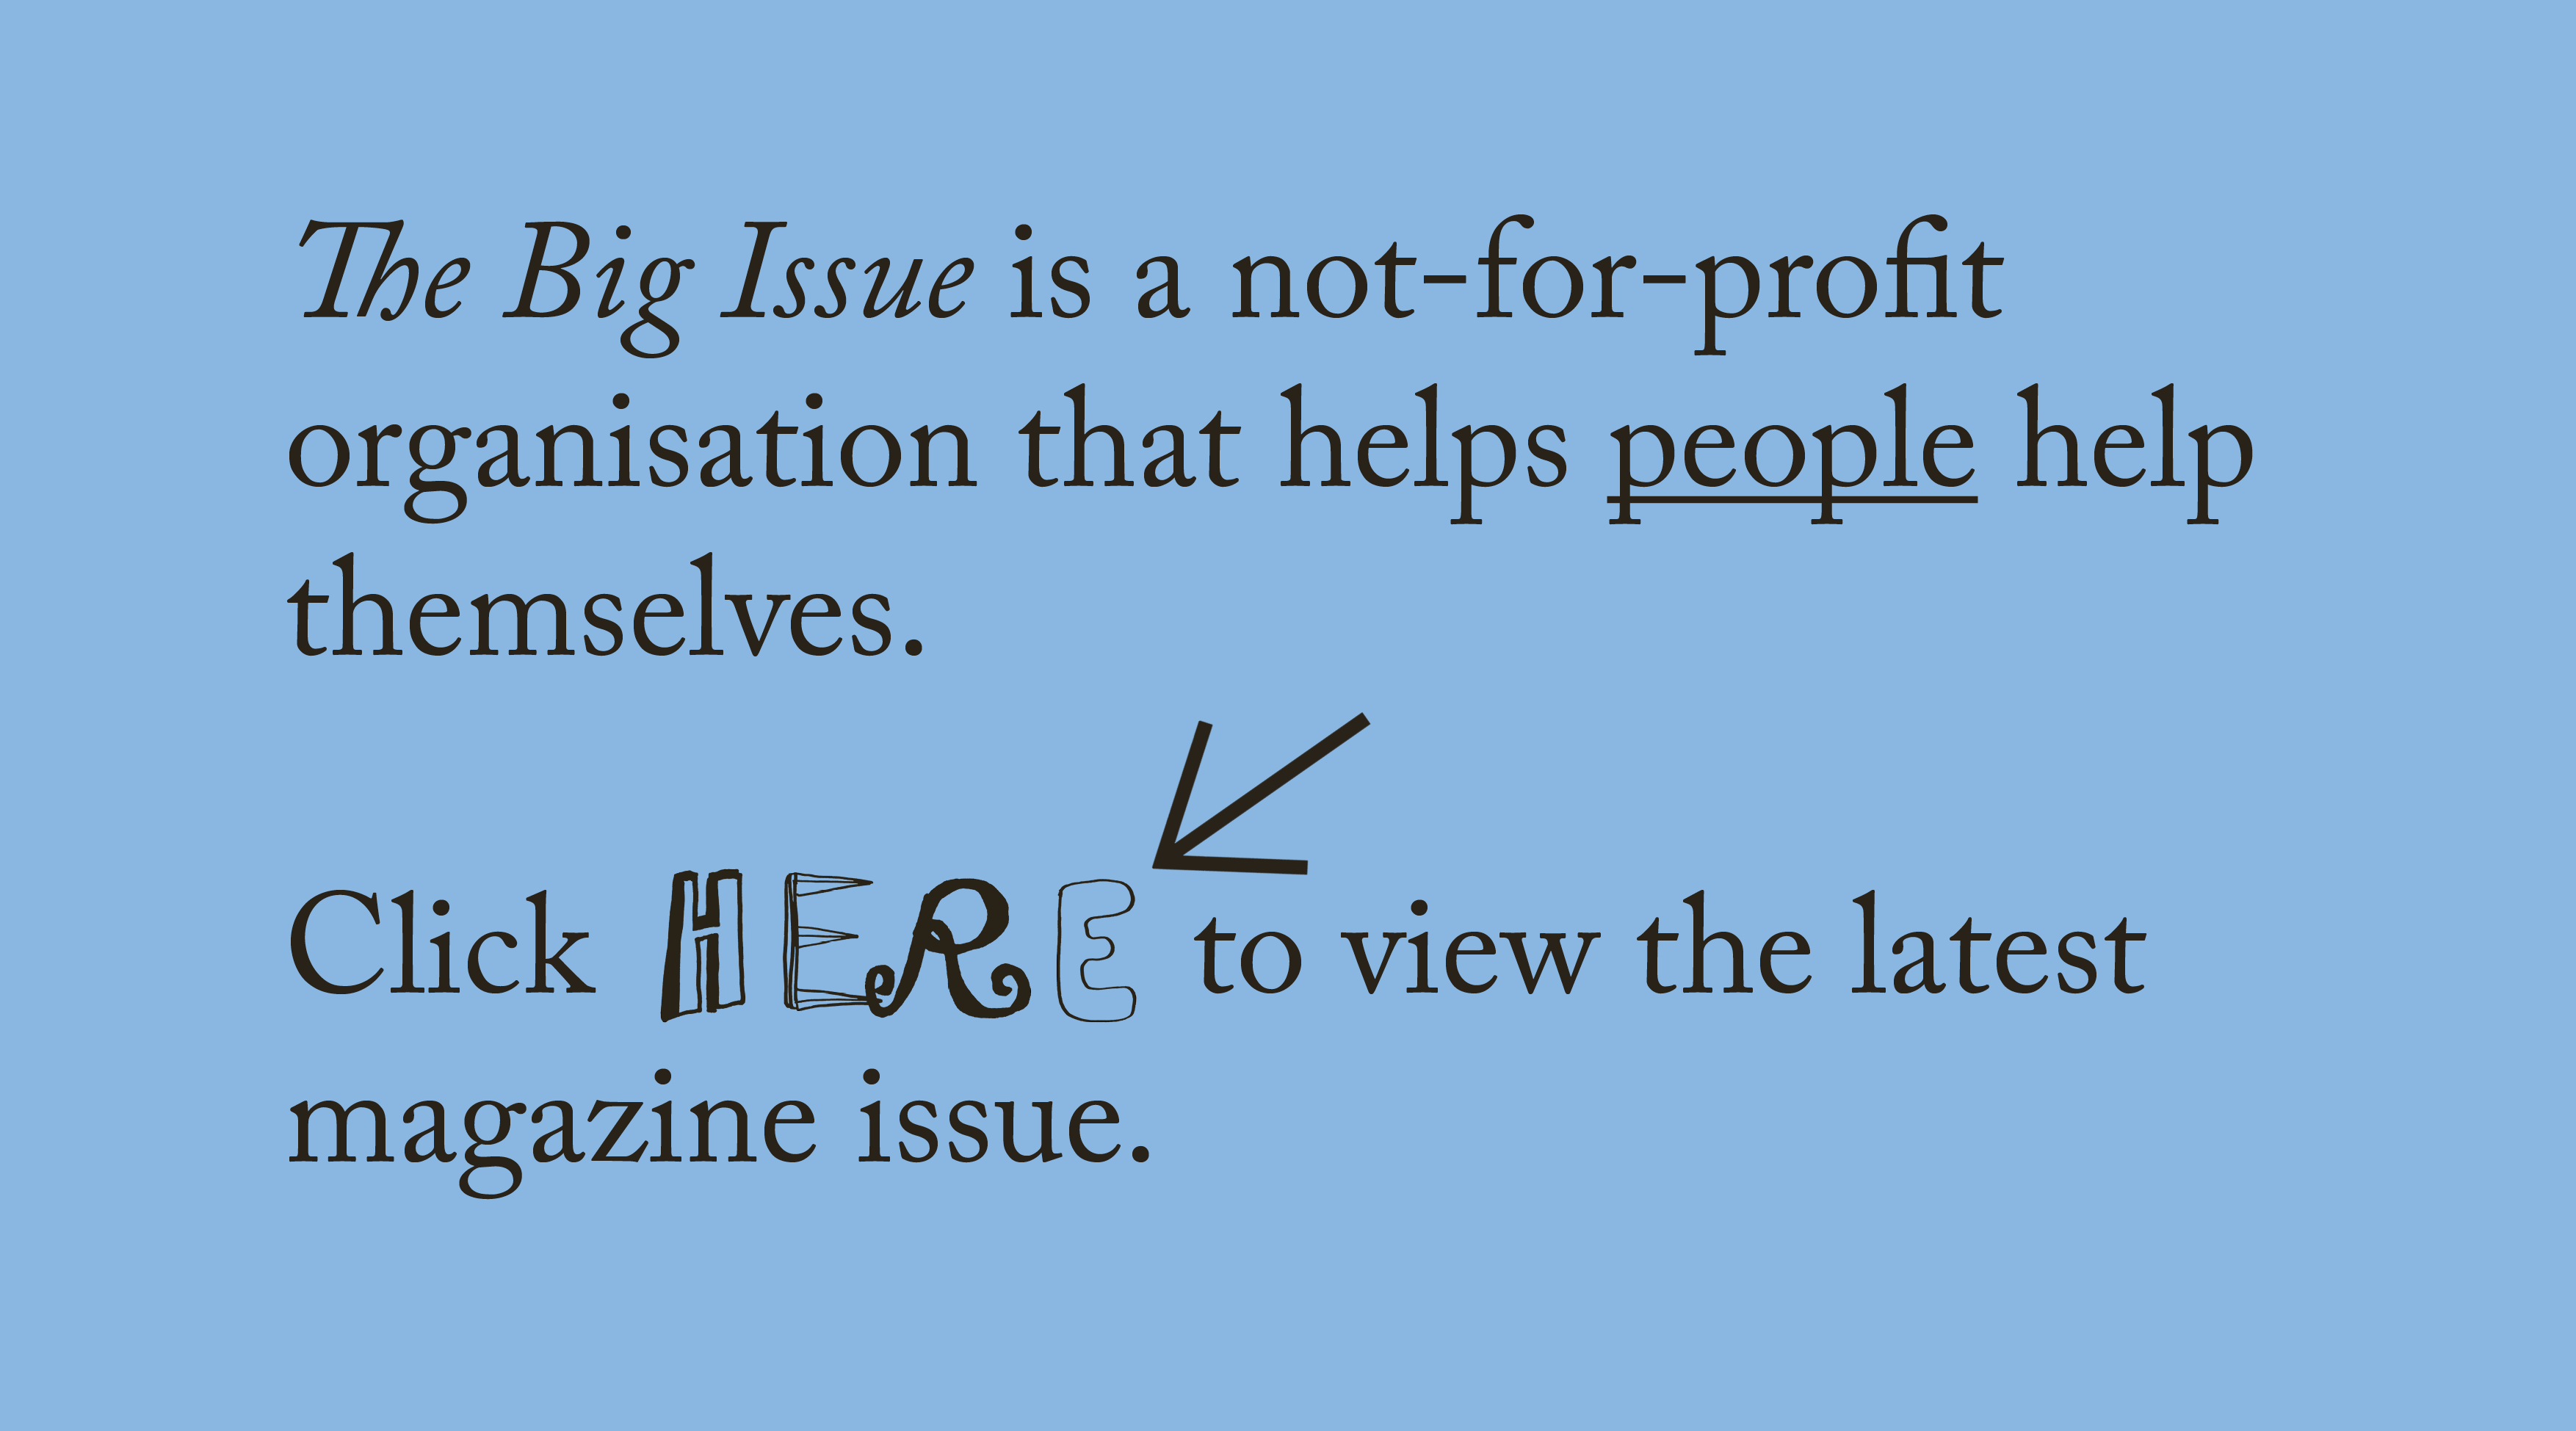 The Big Issue is a not-for-profit
organisation that helps people help
themselves.
Click HERE to view the latest
magazine issue.